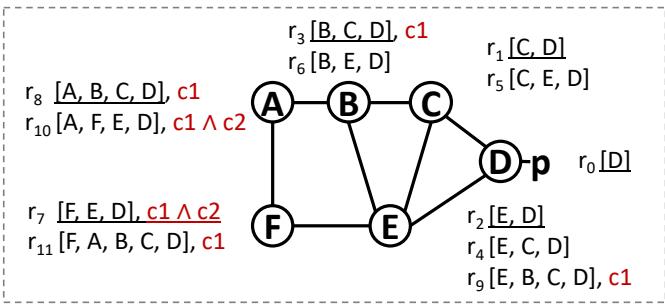 r3 [B, C, D], c1
r6 [B, E, D]
r1 [C, D]
r5 [C, E, D]
r8 [A, B, C, D], c1
r10 [A, F, E, D], c1 ∧ c2
A
B
C
D
p
r0 [D]
r7 [F, E, D], c1 ∧ c2
r11 [F, A, B, C, D], c1
F
E
r2 [E, D]
r4 [E, C, D]
r9 [E, B, C, D], c1